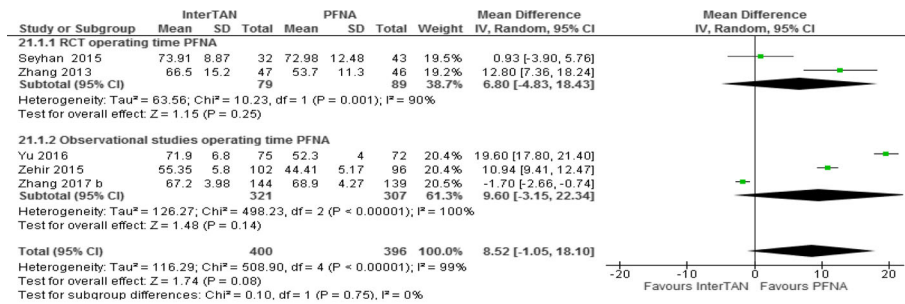 InterTAN PFNA Mean Difference Mean Difference
Study or Subgroup Mean SD Total Mean SD Total Weight IV, Random, 95% CI IV, Random, 95% CI
21.1.1 RCT operating time PFNA
Seyhan 2015 73.91 8.87 32 72.98 12.48 43 19.5% 0.93 [-3.90, 5.76]
Zhang 2013 66.5 15.2 47 53.7 11.3 46 19.2% 12.80 [7.36, 18.24]
Subtotal (95% CI) 79 89 38.7% 6.80 [-4.83, 18.43]
Heterogeneity: Tau² = 63.56; Chi² = 10.23, df = 1 (P = 0.001); I² = 90%
Test for overall effect: Z = 1.15 (P = 0.25)
21.1.2 Observational studies operating time PFNA
Yu 2016 71.9 6.8 75 52.3 4 72 20.4% 19.60 [17.80, 21.40]
Zehir 2015 55.35 5.8 102 44.41 5.17 96 20.4% 10.94 [9.41, 12.47]
Zhang 2017 b 67.2 3.98 144 68.9 4.27 139 20.5% -1.70 [-2.66, -0.74]
Subtotal (95% CI) 321 307 61.3% 9.60 [-3.15, 22.34]
Heterogeneity: Tau² = 126.27; Chi² = 498.23, df = 2 (P < 0.00001); I² = 100%
Test for overall effect: Z = 1.48 (P = 0.14)
Total (95% CI) 400 396 100.0% 8.52 [-1.05, 18.10]
Heterogeneity: Tau² = 116.29; Chi² = 508.90, df = 4 (P < 0.00001); I² = 99%
Test for overall effect: Z = 1.74 (P = 0.08)
Test for subgroup differences: Chi² = 0.10, df = 1 (P = 0.75), I² = 0%
-20 -10 0 10 20
Favours InterTAN Favours PFNA